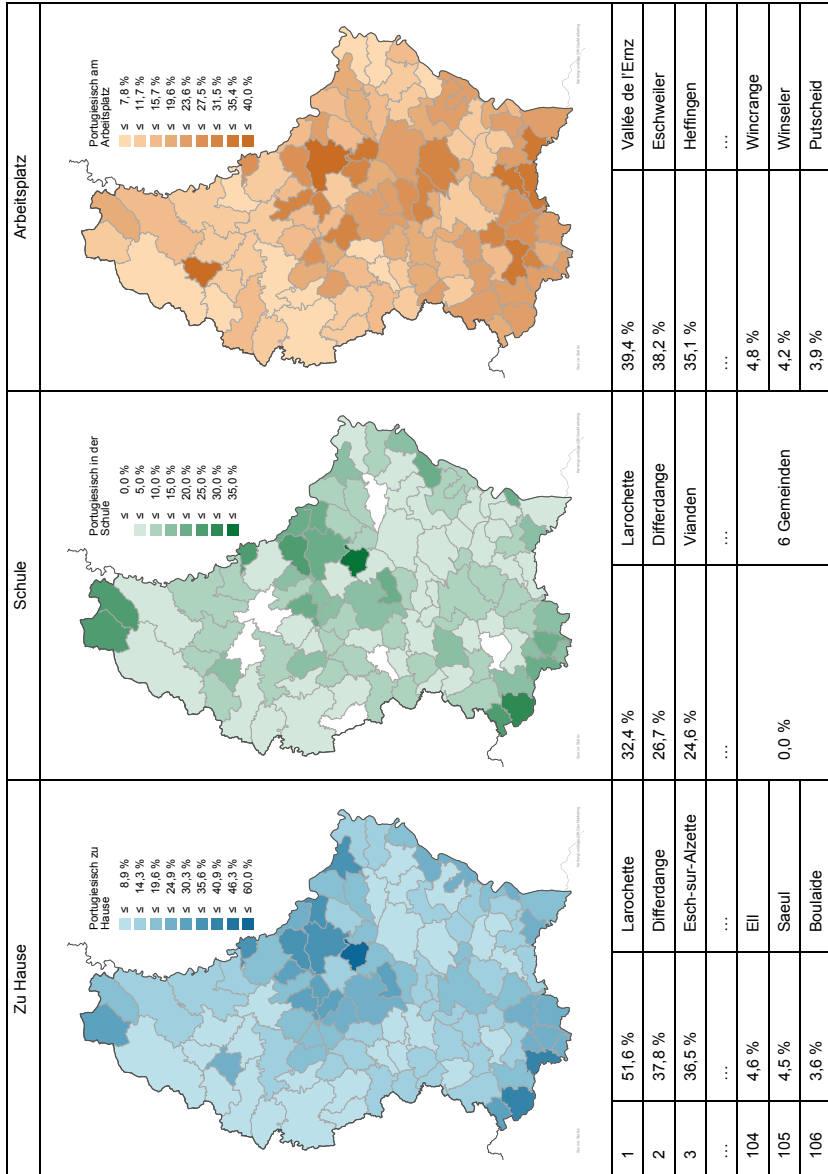 Zu Hause
Schule
Arbeitsplatz
Portugiesisch zu
Hause
≤ 8,9 %
≤ 14,3 %
≤ 19,6 %
≤ 24,9 %
≤ 30,3 %
≤ 35,6 %
≤ 40,9 %
≤ 46,3 %
≤ 60,0 %
Portugiesisch in der
Schule
≤ 0,0 %
≤ 5,0 %
≤ 10,0 %
≤ 15,0 %
≤ 20,0 %
≤ 25,0 %
≤ 30,0 %
≤ 35,0 %
Portugiesisch am
Arbeitsplatz
≤ 7,8 %
≤ 11,7 %
≤ 15,7 %
≤ 19,6 %
≤ 23,6 %
≤ 27,5 %
≤ 31,5 %
≤ 35,4 %
≤ 40,0 %
1 51,6 % Larochette 32,4 % Larochette 39,4 % Vallée de l'Ernz
2 37,8 % Differdange 26,7 % Differdange 38,2 % Eschweiler
3 36,5 % Esch-sur-Alzette 24,6 % Vianden 35,1 % Heffingen
… … … … … … …
104 4,6 % Ell 0,0 % 6 Gemeinden 4,8 % Wincrange
105 4,5 % Saeul 4,2 % Winseler
106 3,6 % Boulaide 3,9 % Putscheid